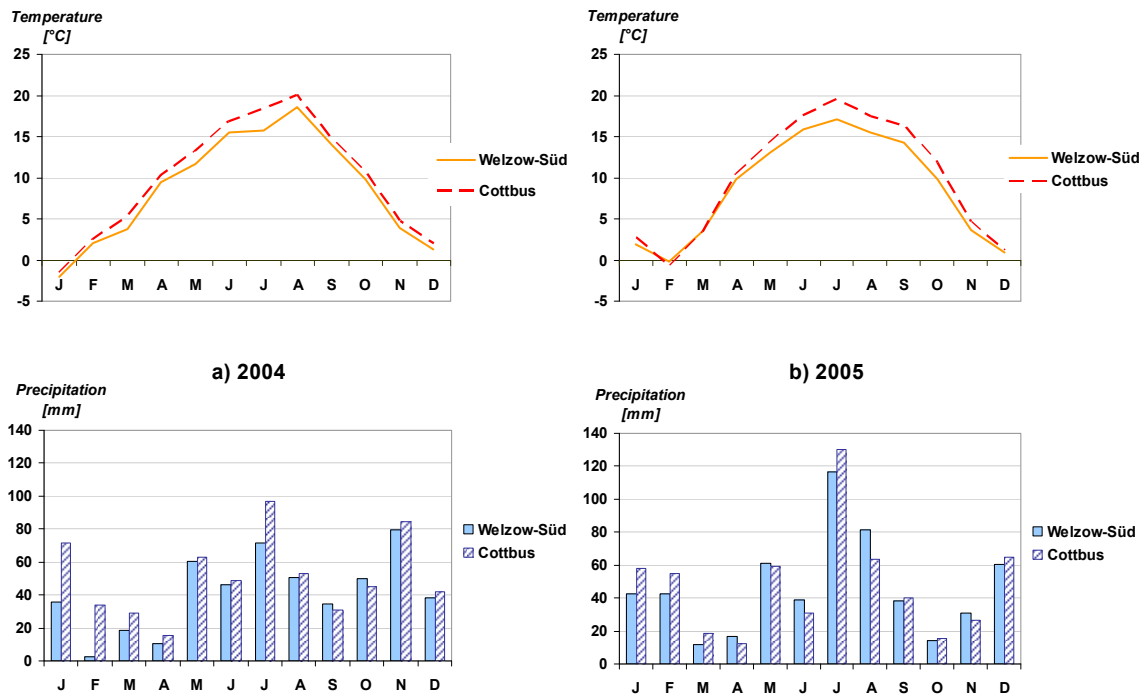 Temperature
[°C]
25
20
15
10
5
0
-5
J F M A M J J A S O N D
Welzow-Süd
Cottbus
Temperature
[°C]
25
20
15
10
5
0
-5
J F M A M J J A S O N D
Welzow-Süd
Cottbus
a) 2004
Precipitation
[mm]
140
120
100
80
60
40
20
0
J F M A M J J A S O N D
Welzow-Süd
Cottbus
b) 2005
Precipitation
[mm]
140
120
100
80
60
40
20
0
J F M A M J J A S O N D
Welzow-Süd
Cottbus